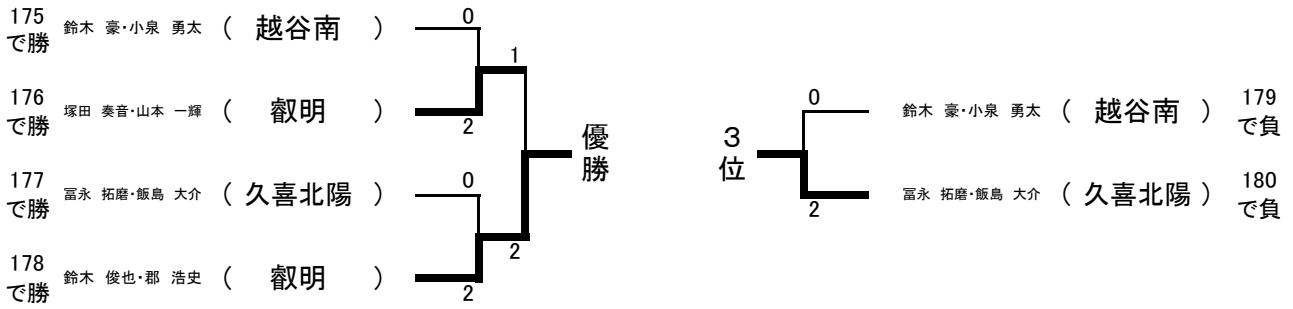 175
で勝
鈴木 豪・小泉 勇太 ( 越谷南 )
0
1
176
で勝
塚田 奏音・山本 一輝 ( 叡明 )
2
優勝
177
で勝
冨永 拓磨・飯島 大介 ( 久喜北陽 )
0
2
178
で勝
鈴木 俊也・郡 浩史 ( 叡明 )
2
3位
0
鈴木 豪・小泉 勇太 ( 越谷南 )
179
で負
2
冨永 拓磨・飯島 大介 ( 久喜北陽 )
180
で負